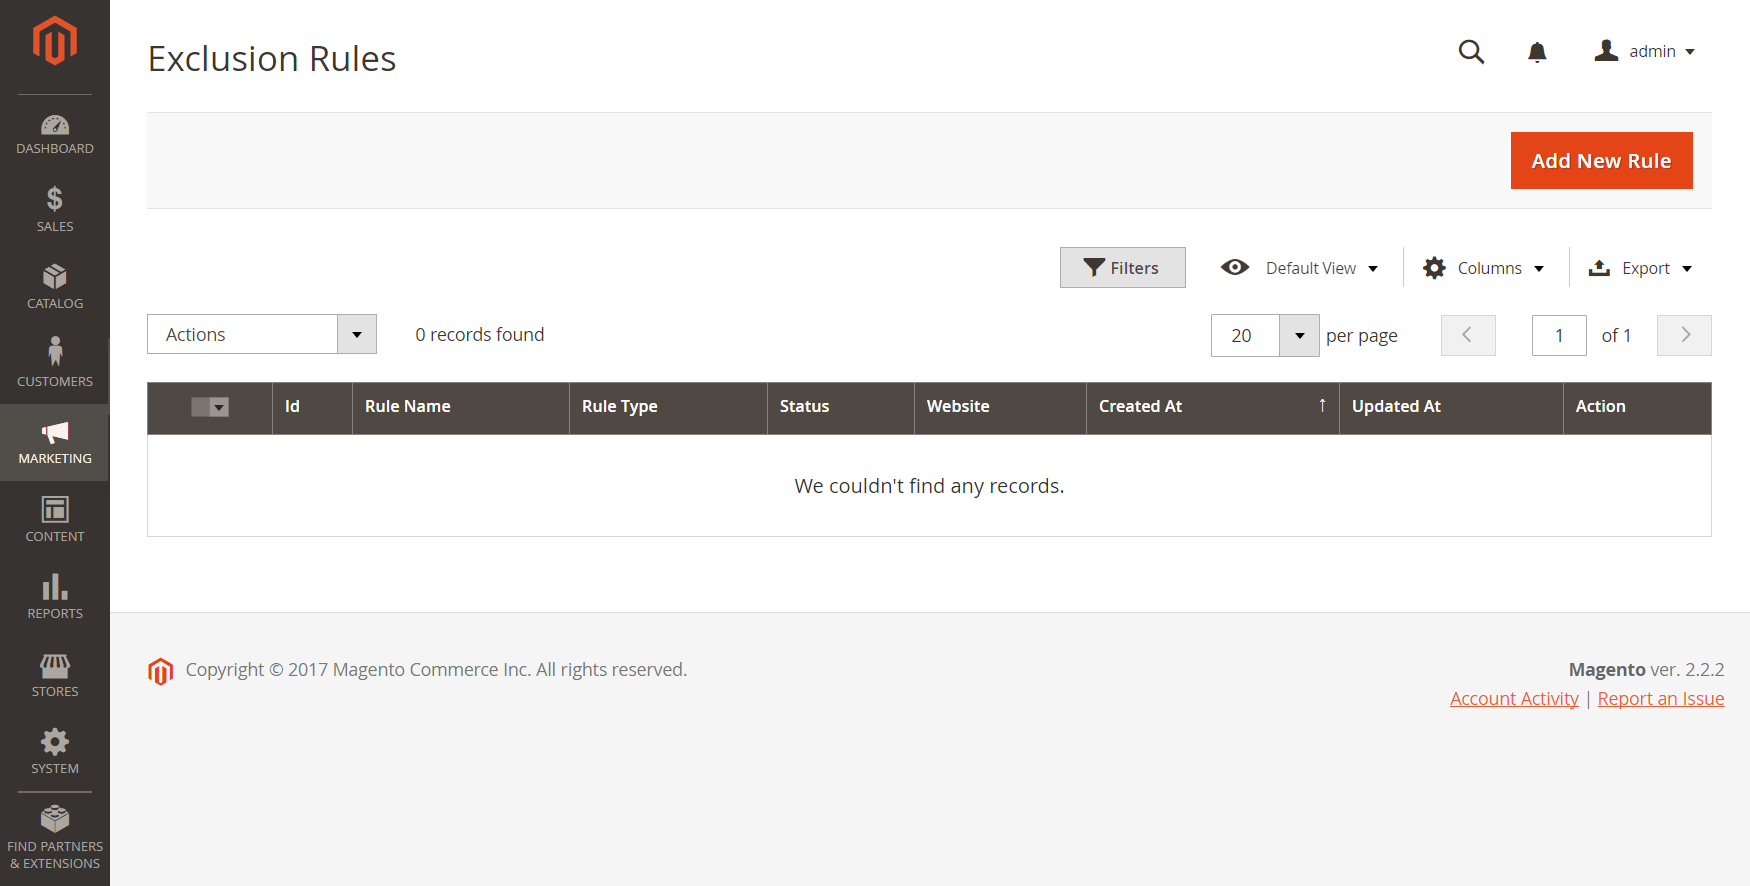 Exclusion Rules
admin
DASHBOARD
SALES
CATALOG
CUSTOMERS
MARKETING
CONTENT
REPORTS
STORES
SYSTEM
FIND PARTNERS
& EXTENSIONS
Add New Rule
Filters
Default View
Columns
Export
Actions
0 records found
20
per page
1
of 1
Id
Rule Name
Rule Type
Status
Website
Created At
↑
Updated At
Action
We couldn't find any records.
Copyright © 2017 Magento Commerce Inc. All rights reserved.
Magento ver. 2.2.2
Account Activity | Report an Issue